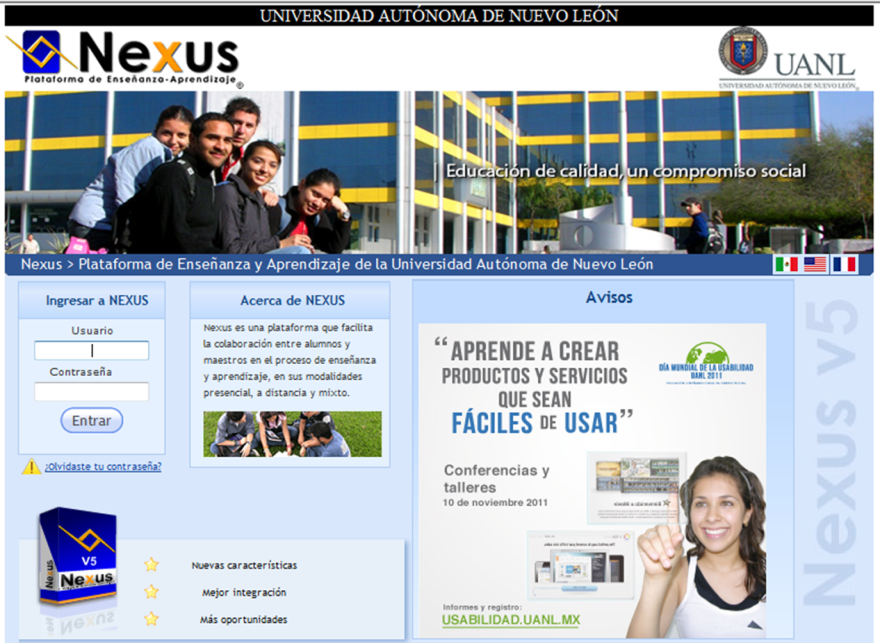 UNIVERSIDAD AUTÓNOMA DE NUEVO LEÓN
Nexus
Plataforma de Enseñanza-Aprendizaje®
UANL
UNIVERSIDAD AUTÓNOMA DE NUEVO LEÓN®
Educación de calidad, un compromiso social
Nexus > Plataforma de Enseñanza y Aprendizaje de la Universidad Autónoma de Nuevo León
Ingresar a NEXUS
Usuario
Contraseña
Entrar
¿Olvidaste tu contraseña?
Acerca de NEXUS
Nexus es una plataforma que facilita
la colaboración entre alumnos y
maestros en el proceso de enseñanza
y aprendizaje, en sus modalidades
presencial, a distancia y mixto.
V5
Nexus
Nexus
Nuevas características
Mejor integración
Más oportunidades
Avisos
“APRENDE A CREAR
PRODUCTOS Y SERVICIOS
QUE SEAN
FÁCILES DE USAR”
DÍA MUNDIAL DE LA USABILIDAD
UANL 2011
Conferencias y
talleres
10 de noviembre 2011
Informes y registro:
USABILIDAD.UANL.MX
Nexus v5